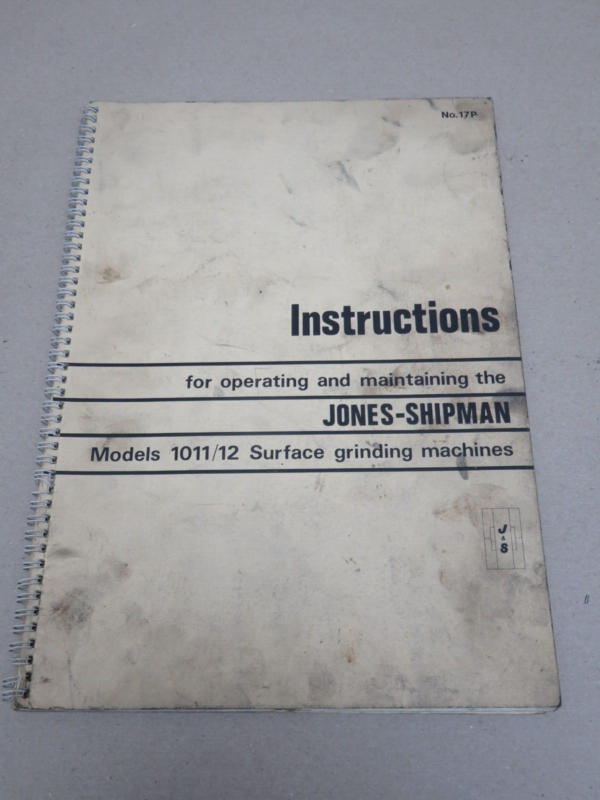 No.17P
Instructions
for operating and maintaining the
JONES-SHIPMAN
Models 1011/12 Surface grinding machines
J
&
S